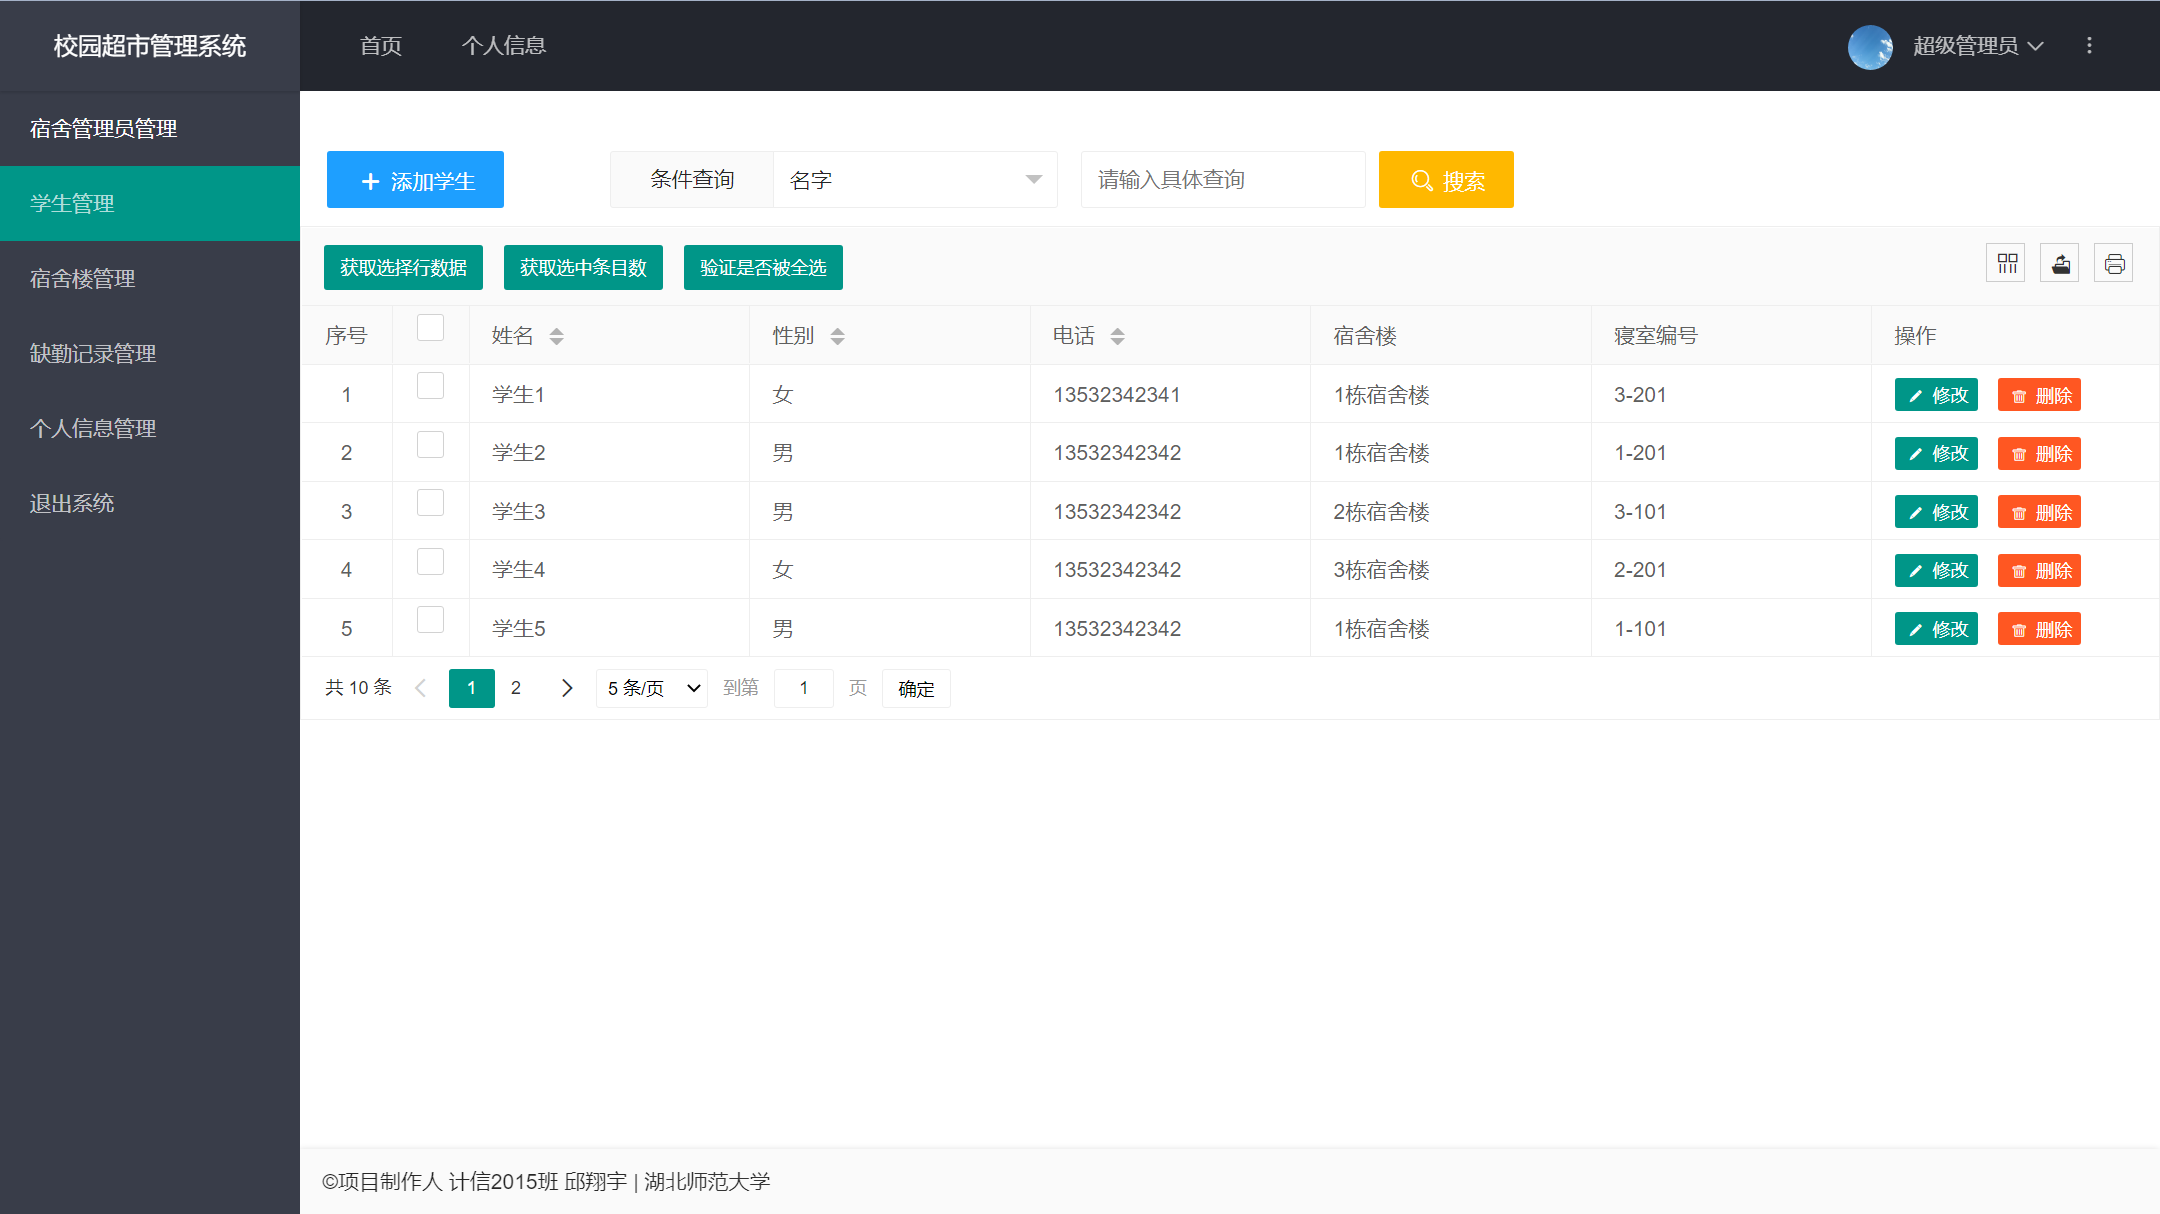 校园超市管理系统
首页 个人信息 超级管理员
宿舍管理员管理
学生管理
宿舍楼管理
缺勤记录管理
个人信息管理
退出系统
添加学生 条件查询 名字 请输入具体查询 搜索
获取选择行数据 获取选中条目数 验证是否被全选
序号 姓名 性别 电话 宿舍楼 寝室编号 操作
1 学生1 女 13532342341 1栋宿舍楼 3-201 修改 删除
2 学生2 男 13532342342 1栋宿舍楼 1-201 修改 删除
3 学生3 男 13532342342 2栋宿舍楼 3-101 修改 删除
4 学生4 女 13532342342 3栋宿舍楼 2-201 修改 删除
5 学生5 男 13532342342 1栋宿舍楼 1-101 修改 删除
共 10 条 1 2 5 条/页 到第 1 页 确定
©项目制作人 计信2015班 邱翔宇 | 湖北师范大学